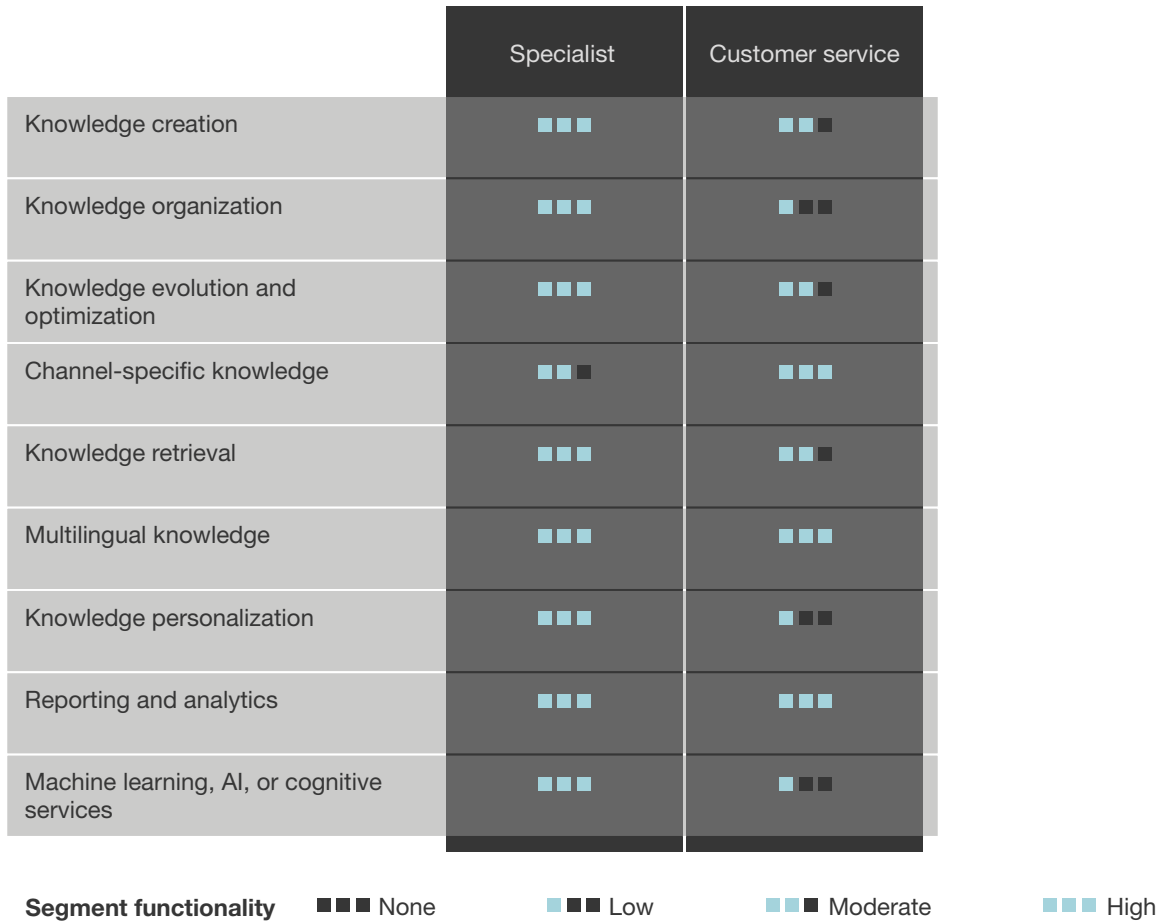 Specialist
Customer service
Knowledge creation
Knowledge organization
Knowledge evolution and
optimization
Channel-specific knowledge
Knowledge retrieval
Multilingual knowledge
Knowledge personalization
Reporting and analytics
Machine learning, AI, or cognitive
services
Segment functionality
None
Low
Moderate
High